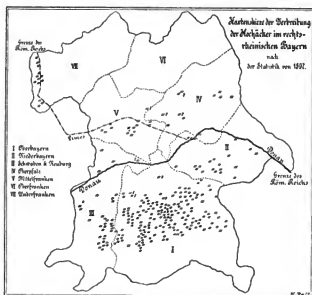 Kartenskizze der Verbreitung
der Hochäcker im rechts-
rheinischen Bayern
nach
der Statistik von 1897.
Grenze des
Röm. Reichs
VII
VI
IV
V
Limes
I Oberbayern
II Niederbayern
III Schwaben & Neuburg
IV Oberpfalz
V Mittelfranken
VI Oberfranken
VII Unterfranken
II
Donau
Donau
Grenze des
Röm. Reichs
III
I